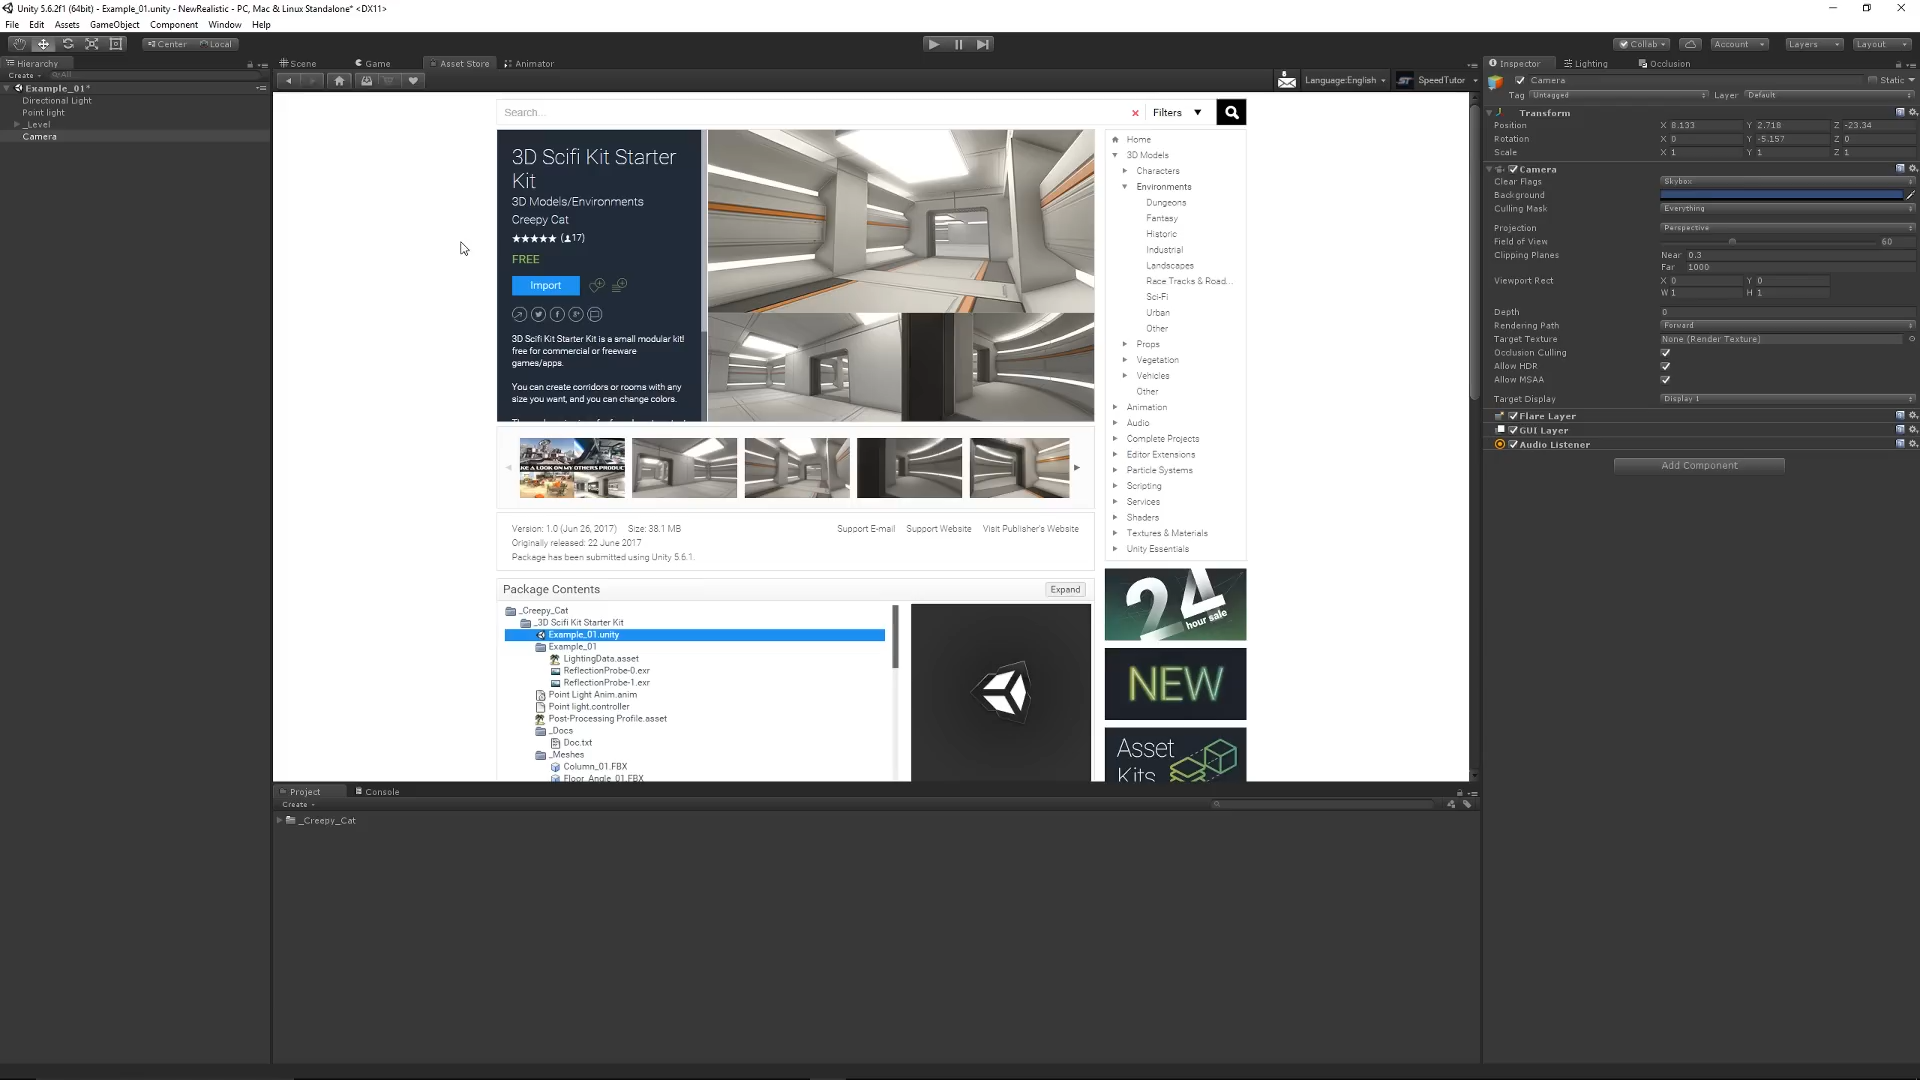 Unity 5.6.2f1 (64bit) - Example_01.unity - NewRealistic - PC, Mac & Linux Standalone* <DX11>
File Edit Assets GameObject Component Window Help
Center Local
Collab Account Layers Layout
Hierarchy
Create All
Example_01*
Directional Light
Point light
_Level
Camera
Scene Game Asset Store Animator
Language:English SpeedTutor
Search...
Filters
3D Scifi Kit Starter
Kit
3D Models/Environments
Creepy Cat
(17)
FREE
Import
3D Scifi Kit Starter Kit is a small modular kit!
free for commercial or freeware
games/apps.
You can create corridors or rooms with any
size you want, and you can change colors.
KE A LOOK ON MY OTHERS PRODUC
Version: 1.0 (Jun 26, 2017) Size: 38.1 MB
Originally released: 22 June 2017
Package has been submitted using Unity 5.6.1.
Support E-mail Support Website Visit Publisher's Website
Package Contents
Expand
_Creepy_Cat
_3D Scifi Kit Starter Kit
Example_01.unity
Example_01
LightingData.asset
ReflectionProbe-0.exr
ReflectionProbe-1.exr
Point Light Anim.anim
Point light.controller
Post-Processing Profile.asset
_Docs
Doc.txt
_Meshes
Column_01.FBX
Floor_Angle_01.FBX
Home
3D Models
Characters
Environments
Dungeons
Fantasy
Historic
Industrial
Landscapes
Race Tracks & Road...
Sci-Fi
Urban
Other
Props
Vegetation
Vehicles
Other
Animation
Audio
Complete Projects
Editor Extensions
Particle Systems
Scripting
Services
Shaders
Textures & Materials
Unity Essentials
24
hour sale
NEW
Asset
Kits
Project Console
Create
_Creepy_Cat
Inspector Lighting Occlusion
Camera Static
Tag Untagged Layer Default
Transform
Position X 8.133 Y 2.718 Z -23.34
Rotation X 0 Y -5.157 Z 0
Scale X 1 Y 1 Z 1
Camera
Clear Flags Skybox
Background
Culling Mask Everything
Projection Perspective
Field of View 60
Clipping Planes Near 0.3
Far 1000
Viewport Rect X 0 Y 0
W 1 H 1
Depth 0
Rendering Path Forward
Target Texture None (Render Texture)
Occlusion Culling
Allow HDR
Allow MSAA
Target Display Display 1
Flare Layer
GUI Layer
Audio Listener
Add Component